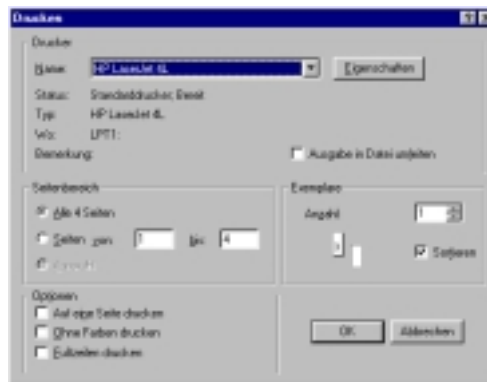 Drucken
Drucker
Name: HP LaserJet 4L Eigenschaften
Status: Standarddrucker; Bereit
Typ: HP LaserJet 4L
Wo: LPT1:
Bemerkung: Ausgabe in Datei umleiten
Seitenbereich
Alle 4 Seiten
Seiten von: 1 bis: 4
Exemplare
Anzahl 1
Sortieren
Optionen
Auf eine Seite drucken
Ohne Farben drucken
Fußzeilen drucken
OK Abbrechen